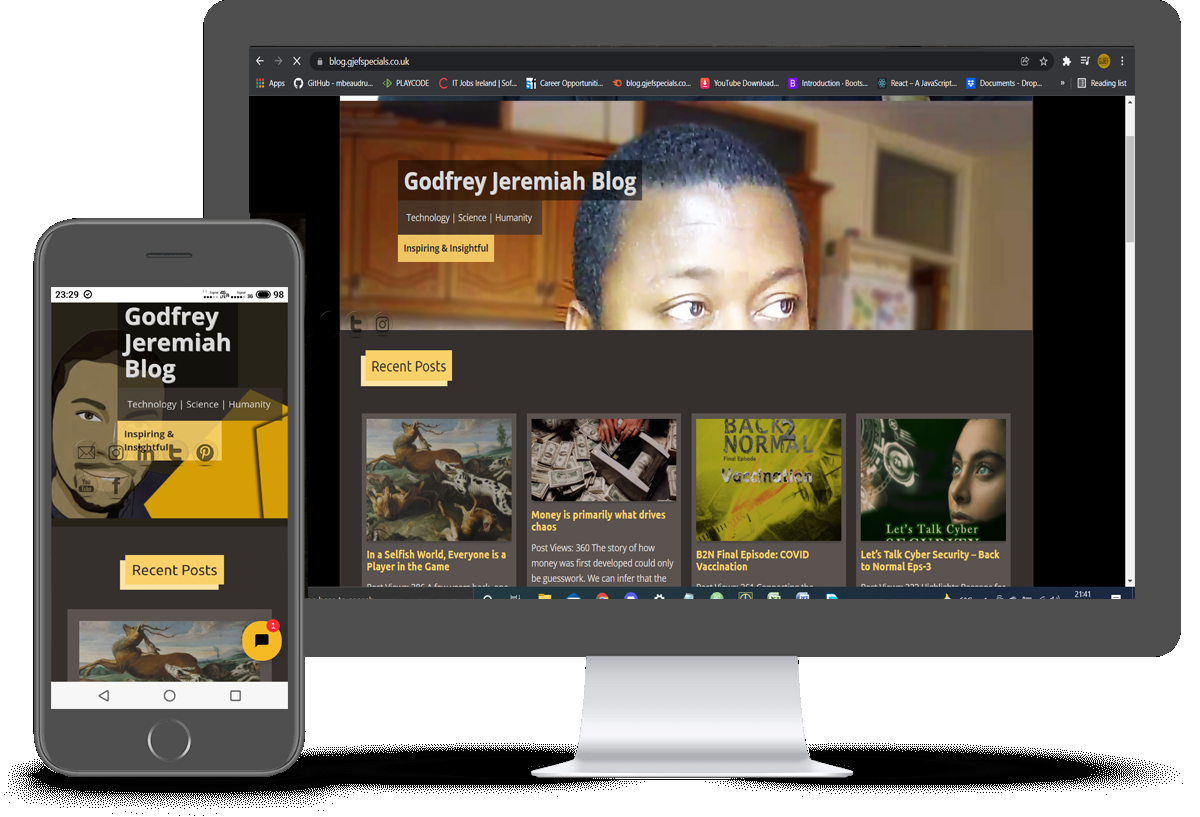 blog.gjefspecials.co.uk
Apps
GitHub - mbeaudru...
PLAYCODE
IT Jobs Ireland | Sof...
Career Opportuniti...
blog.gjefspecials.co...
YouTube Download...
Introduction · Boots...
React – A JavaScript...
Documents - Drop...
»
Reading list
Godfrey Jeremiah Blog
Technology | Science | Humanity
Inspiring & Insightful
Recent Posts
BACK2
NORMAL
Final Episode
Vaccination
Let's Talk Cyber
SECURITY
In a Selfish World, Everyone is a
Player in the Game
Money is primarily what drives
chaos
Post Views: 360 The story of how
money was first developed could only
be guesswork. We can infer that the
B2N Final Episode: COVID
Vaccination
Let's Talk Cyber Security – Back
to Normal Eps-3
21:41
23:29
98
Godfrey
Jeremiah
Blog
Technology | Science | Humanity
Inspiring &
Insightful
You
Tube
Recent Posts
1